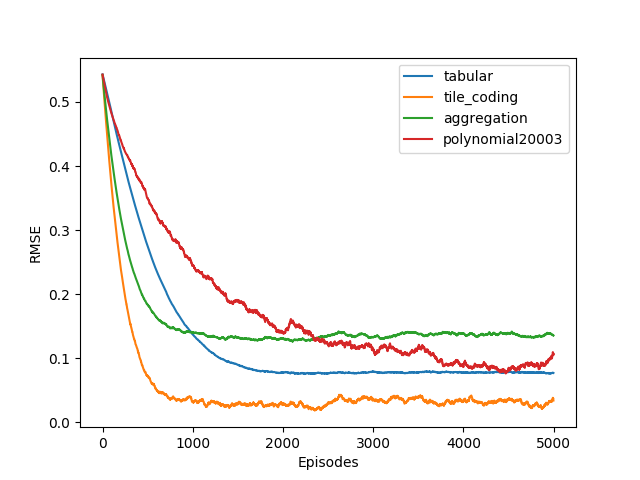 tabular
tile_coding
aggregation
polynomial20003
0.5
0.4
0.3
0.2
0.1
0.0
RMSE
0 1000 2000 3000 4000 5000
Episodes